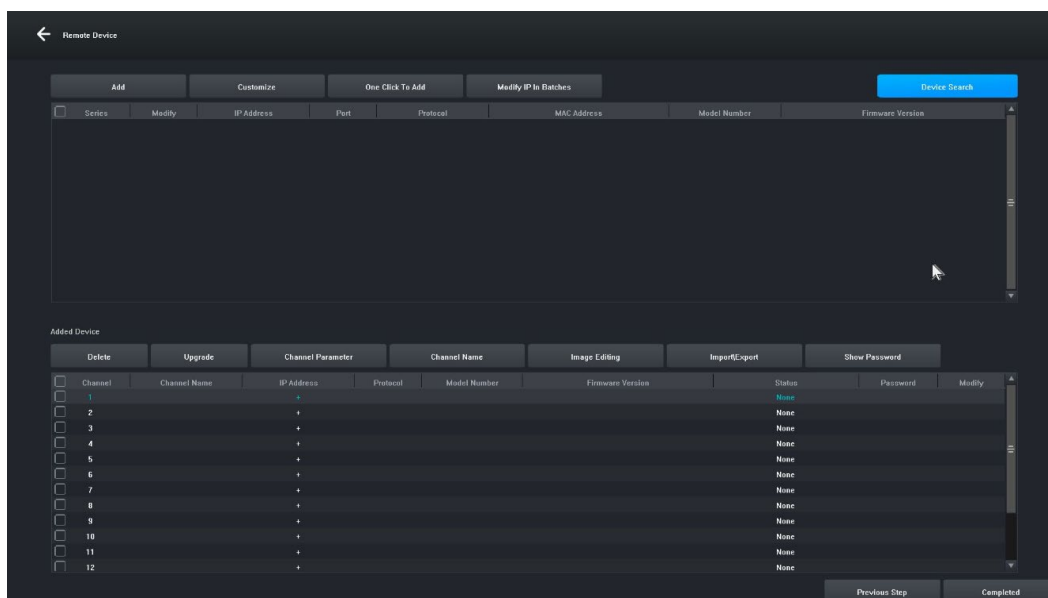 Remote Device
Add Customize One Click To Add Modify IP In Batches Device Search
Series Modify IP Address Port Protocol MAC Address Model Number Firmware Version
Added Device
Delete Upgrade Channel Parameter Channel Name Image Editing Import\Export Show Password
Channel Channel Name IP Address Protocol Model Number Firmware Version Status Password Modify
1 + None
2 + None
3 + None
4 + None
5 + None
6 + None
7 + None
8 + None
9 + None
10 + None
11 + None
12 + None
Previous Step Completed